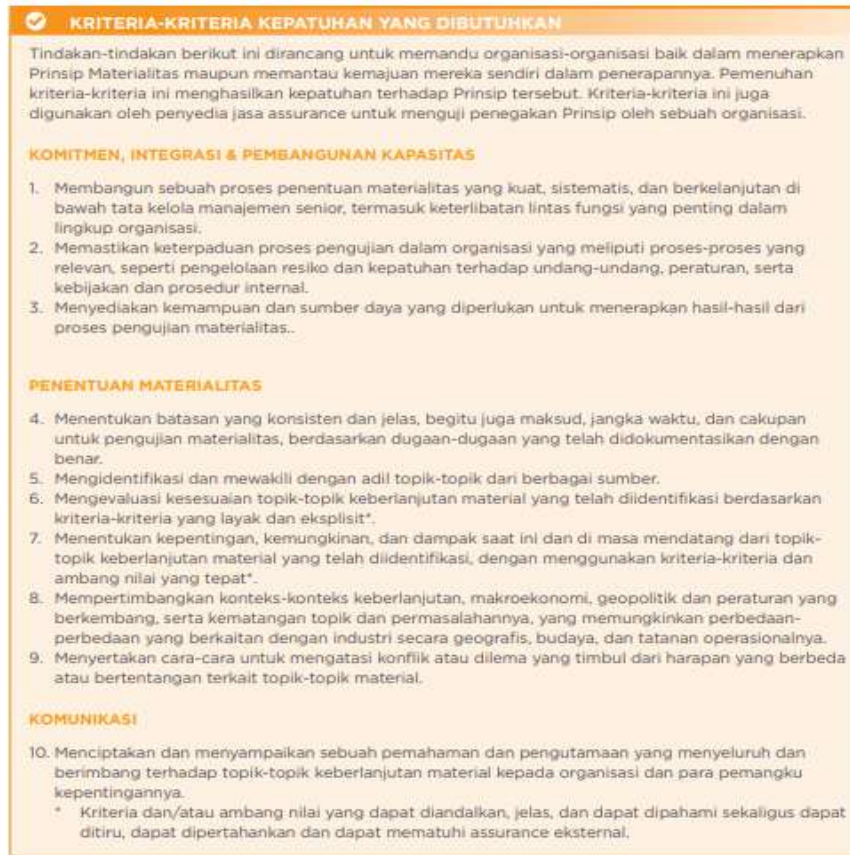 KRITERIA-KRITERIA KEPATUHAN YANG DIBUTUHKAN
Tindakan-tindakan berikut ini dirancang untuk memandu organisasi-organisasi baik dalam menerapkan
Prinsip Materialitas maupun memantau kemajuan mereka sendiri dalam penerapannya. Pemenuhan
kriteria-kriteria ini menghasilkan kepatuhan terhadap Prinsip tersebut. Kriteria-kriteria ini juga
digunakan oleh penyedia jasa assurance untuk menguji penegakan Prinsip oleh sebuah organisasi.
KOMITMEN, INTEGRASI & PEMBANGUNAN KAPASITAS
1. Membangun sebuah proses penentuan materialitas yang kuat, sistematis, dan berkelanjutan di
bawah tata kelola manajemen senior, termasuk keterlibatan lintas fungsi yang penting dalam
lingkup organisasi.
2. Memastikan keterpaduan proses pengujian dalam organisasi yang meliputi proses-proses yang
relevan, seperti pengelolaan resiko dan kepatuhan terhadap undang-undang, peraturan, serta
kebijakan dan prosedur internal.
3. Menyediakan kemampuan dan sumber daya yang diperlukan untuk menerapkan hasil-hasil dari
proses pengujian materialitas..
PENENTUAN MATERIALITAS
4. Menentukan batasan yang konsisten dan jelas, begitu juga maksud, jangka waktu, dan cakupan
untuk pengujian materialitas, berdasarkan dugaan-dugaan yang telah didokumentasikan dengan
benar.
5. Mengidentifikasi dan mewakili dengan adil topik-topik dari berbagai sumber.
6. Mengevaluasi kesesuaian topik-topik keberlanjutan material yang telah diidentifikasi berdasarkan
kriteria-kriteria yang layak dan eksplisit*.
7. Menentukan kepentingan, kemungkinan, dan dampak saat ini dan di masa mendatang dari topik-
topik keberlanjutan material yang telah diidentifikasi, dengan menggunakan kriteria-kriteria dan
ambang nilai yang tepat*.
8. Mempertimbangkan konteks-konteks keberlanjutan, makroekonomi, geopolitik dan peraturan yang
berkembang, serta kematangan topik dan permasalahannya, yang memungkinkan perbedaan-
perbedaan yang berkaitan dengan industri secara geografis, budaya, dan tatanan operasionalnya.
9. Menyertakan cara-cara untuk mengatasi konflik atau dilema yang timbul dari harapan yang berbeda
atau bertentangan terkait topik-topik material.
KOMUNIKASI
10. Menciptakan dan menyampaikan sebuah pemahaman dan pengutamaan yang menyeluruh dan
berimbang terhadap topik-topik keberlanjutan material kepada organisasi dan para pemangku
kepentingannya.
* Kriteria dan/atau ambang nilai yang dapat diandalkan, jelas, dan dapat dipahami sekaligus dapat
ditiru, dapat dipertahankan dan dapat mematuhi assurance eksternal.